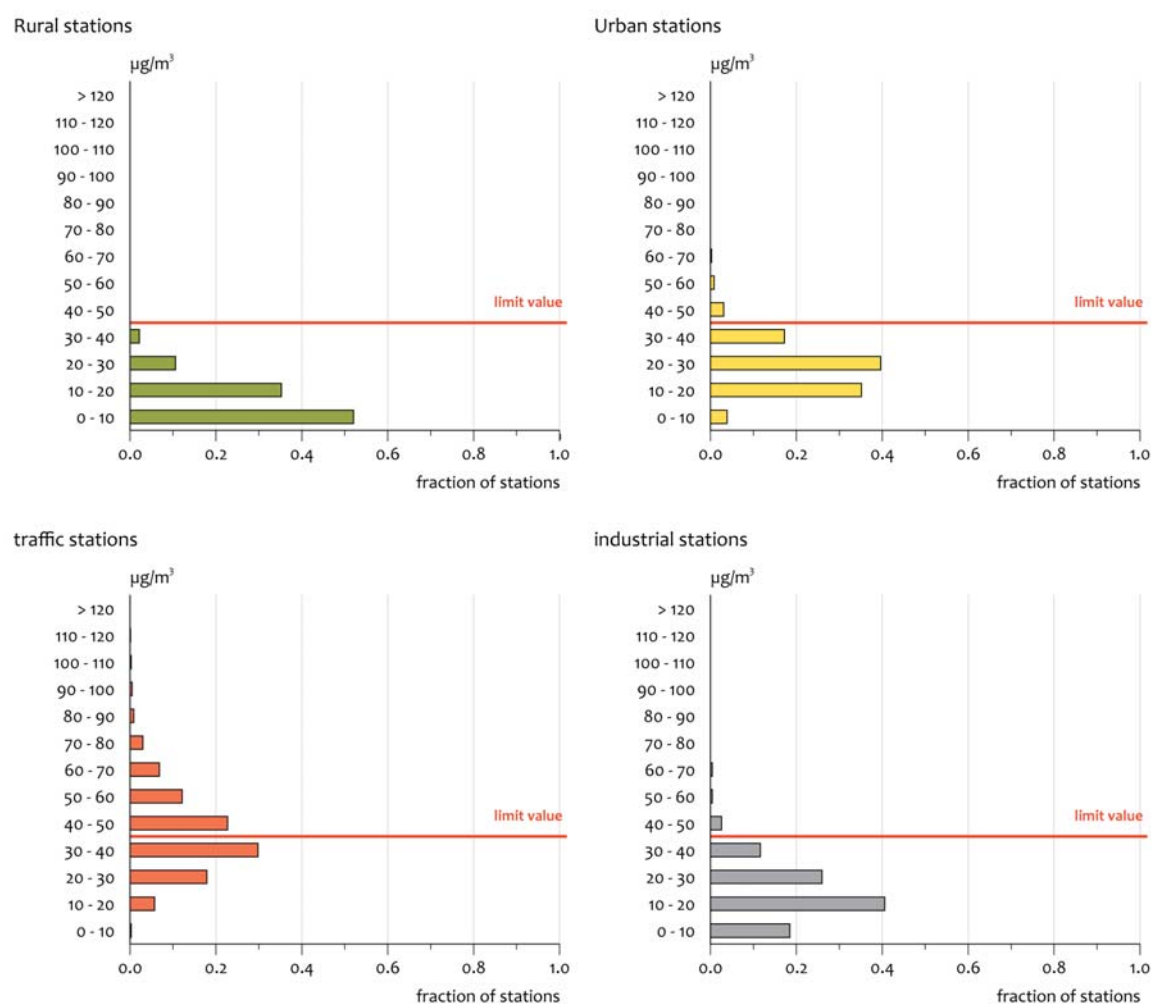 Rural stations
µg/m³
> 120
110 - 120
100 - 110
90 - 100
80 - 90
70 - 80
60 - 70
50 - 60
40 - 50
30 - 40
20 - 30
10 - 20
0 - 10
limit value
0.0 0.2 0.4 0.6 0.8 1.0
fraction of stations
Urban stations
µg/m³
> 120
110 - 120
100 - 110
90 - 100
80 - 90
70 - 80
60 - 70
50 - 60
40 - 50
30 - 40
20 - 30
10 - 20
0 - 10
limit value
0.0 0.2 0.4 0.6 0.8 1.0
fraction of stations
traffic stations
µg/m³
> 120
110 - 120
100 - 110
90 - 100
80 - 90
70 - 80
60 - 70
50 - 60
40 - 50
30 - 40
20 - 30
10 - 20
0 - 10
limit value
0.0 0.2 0.4 0.6 0.8 1.0
fraction of stations
industrial stations
µg/m³
> 120
110 - 120
100 - 110
90 - 100
80 - 90
70 - 80
60 - 70
50 - 60
40 - 50
30 - 40
20 - 30
10 - 20
0 - 10
limit value
0.0 0.2 0.4 0.6 0.8 1.0
fraction of stations